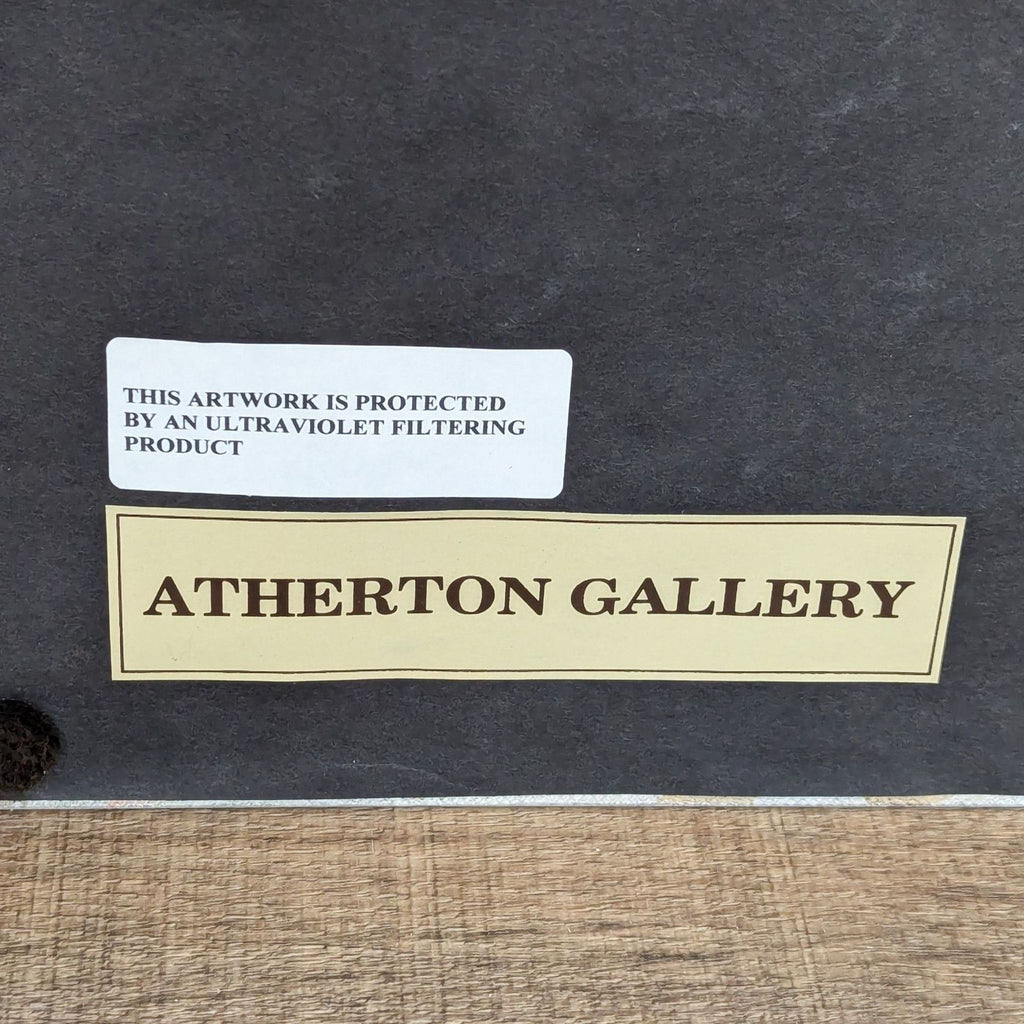 THIS ARTWORK IS PROTECTED
BY AN ULTRAVIOLET FILTERING
PRODUCT
ATHERTON GALLERY